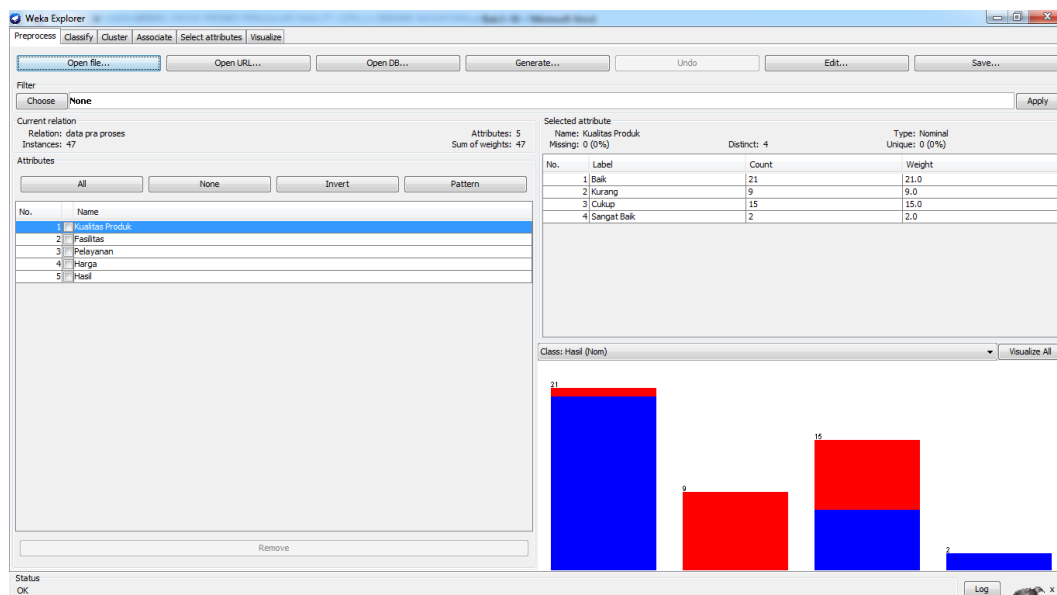 Weka Explorer
Preprocess Classify Cluster Associate Select attributes Visualize
Open file... Open URL... Open DB... Generate... Undo Edit... Save...
Filter
Choose None Apply
Current relation
Relation: data pra proses Attributes: 5
Instances: 47 Sum of weights: 47
Selected attribute
Name: Kualitas Produk Type: Nominal
Missing: 0 (0%) Distinct: 4 Unique: 0 (0%)
No. Label Count Weight
1 Baik 21 21.0
2 Kurang 9 9.0
3 Cukup 15 15.0
4 Sangat Baik 2 2.0
Attributes
All None Invert Pattern
No. Name
1 Kualitas Produk
2 Fasilitas
3 Pelayanan
4 Harga
5 Hasil
Remove
Class: Hasil (Nom) Visualize All
21
9
15
2
Status
OK
Log x